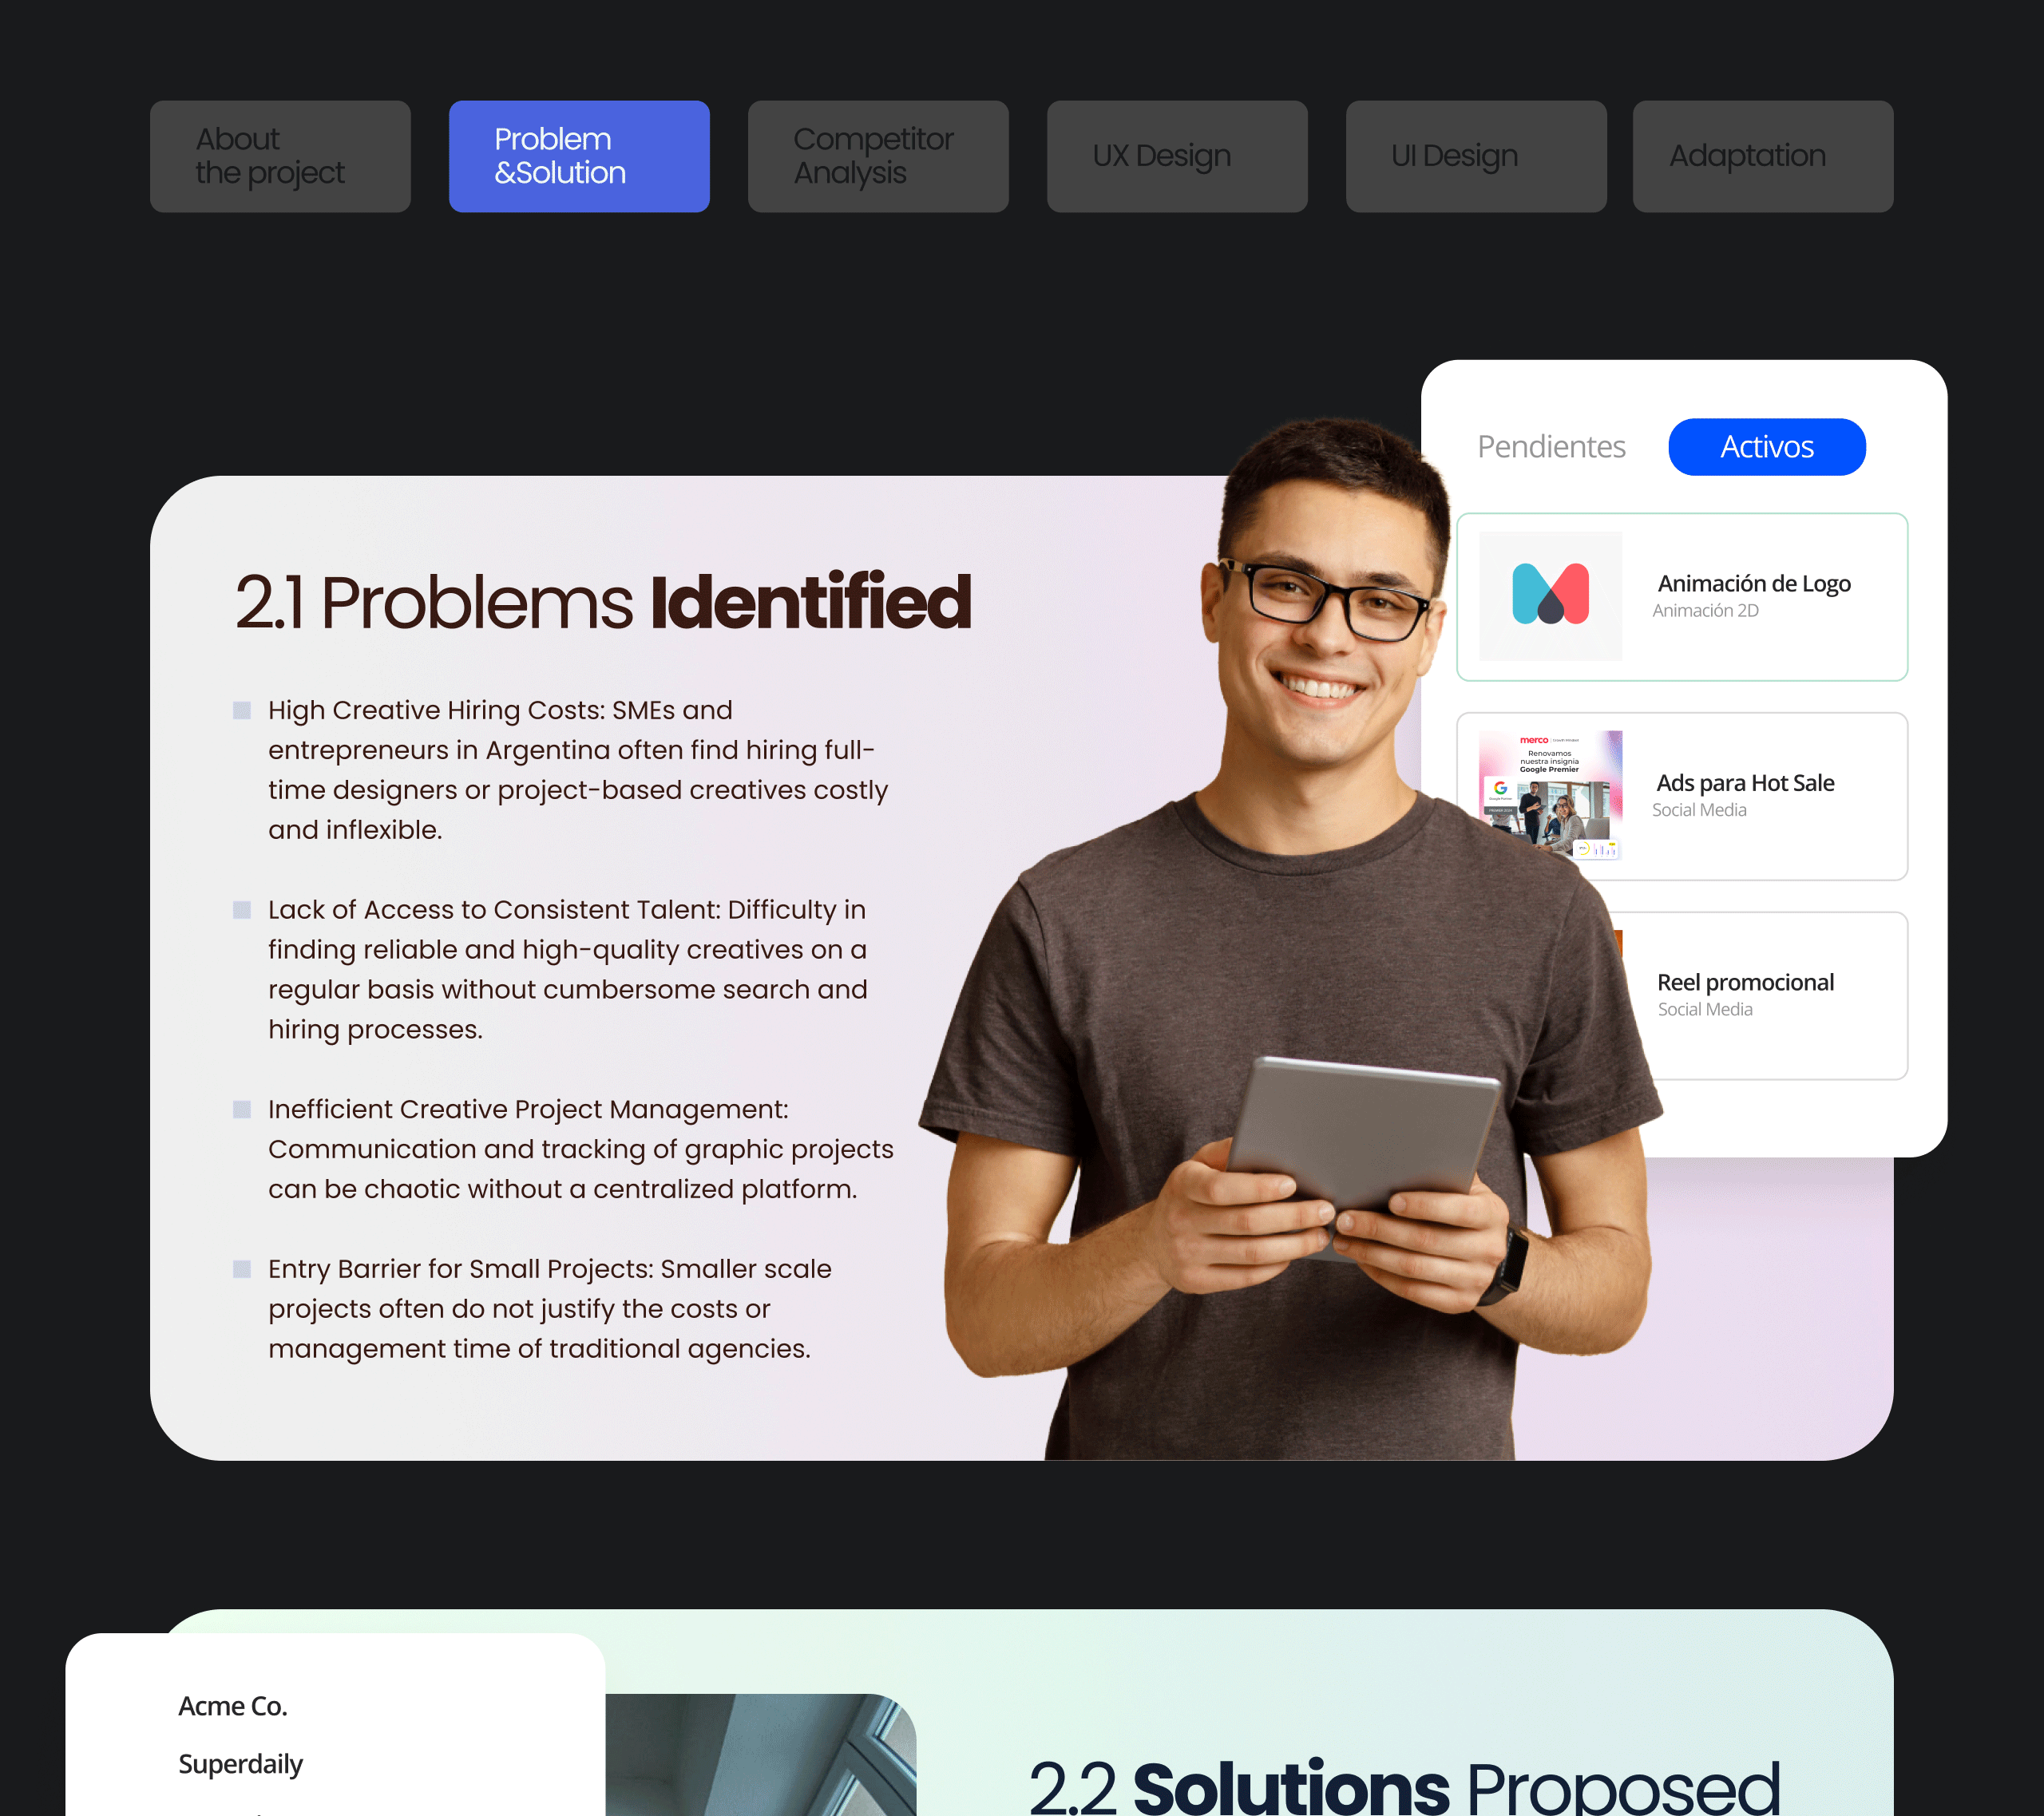 About
the project
Problem
&Solution
Competitor
Analysis
UX Design
UI Design
Adaptation
Pendientes
Activos
Animación de Logo
Animación 2D
merco
Renovamos
nuestra insignia
Google Premier
Ads para Hot Sale
Social Media
Reel promocional
Social Media
2.1 Problems Identified
High Creative Hiring Costs: SMEs and
entrepreneurs in Argentina often find hiring full-
time designers or project-based creatives costly
and inflexible.
Lack of Access to Consistent Talent: Difficulty in
finding reliable and high-quality creatives on a
regular basis without cumbersome search and
hiring processes.
Inefficient Creative Project Management:
Communication and tracking of graphic projects
can be chaotic without a centralized platform.
Entry Barrier for Small Projects: Smaller scale
projects often do not justify the costs or
management time of traditional agencies.
Acme Co.
Superdaily
2.2 Solutions Proposed